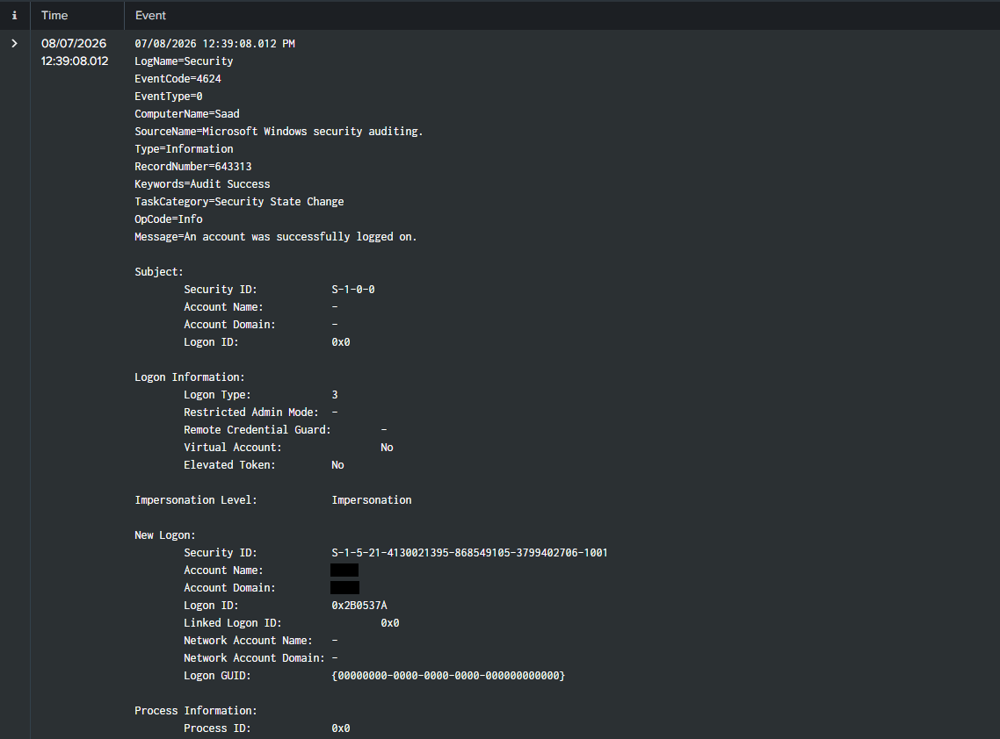 i Time Event
08/07/2026 12:39:08.012
07/08/2026 12:39:08.012 PM
LogName=Security
EventCode=4624
EventType=0
ComputerName=Saad
SourceName=Microsoft Windows security auditing.
Type=Information
RecordNumber=643313
Keywords=Audit Success
TaskCategory=Security State Change
OpCode=Info
Message=An account was successfully logged on.
Subject:
Security ID: S-1-0-0
Account Name: -
Account Domain: -
Logon ID: 0x0
Logon Information:
Logon Type: 3
Restricted Admin Mode: -
Remote Credential Guard: -
Virtual Account: No
Elevated Token: No
Impersonation Level: Impersonation
New Logon:
Security ID: S-1-5-21-4130021395-868549105-3799402706-1001
Account Name:
Account Domain:
Logon ID: 0x2B0537A
Linked Logon ID: 0x0
Network Account Name: -
Network Account Domain: -
Logon GUID: {00000000-0000-0000-0000-000000000000}
Process Information:
Process ID: 0x0